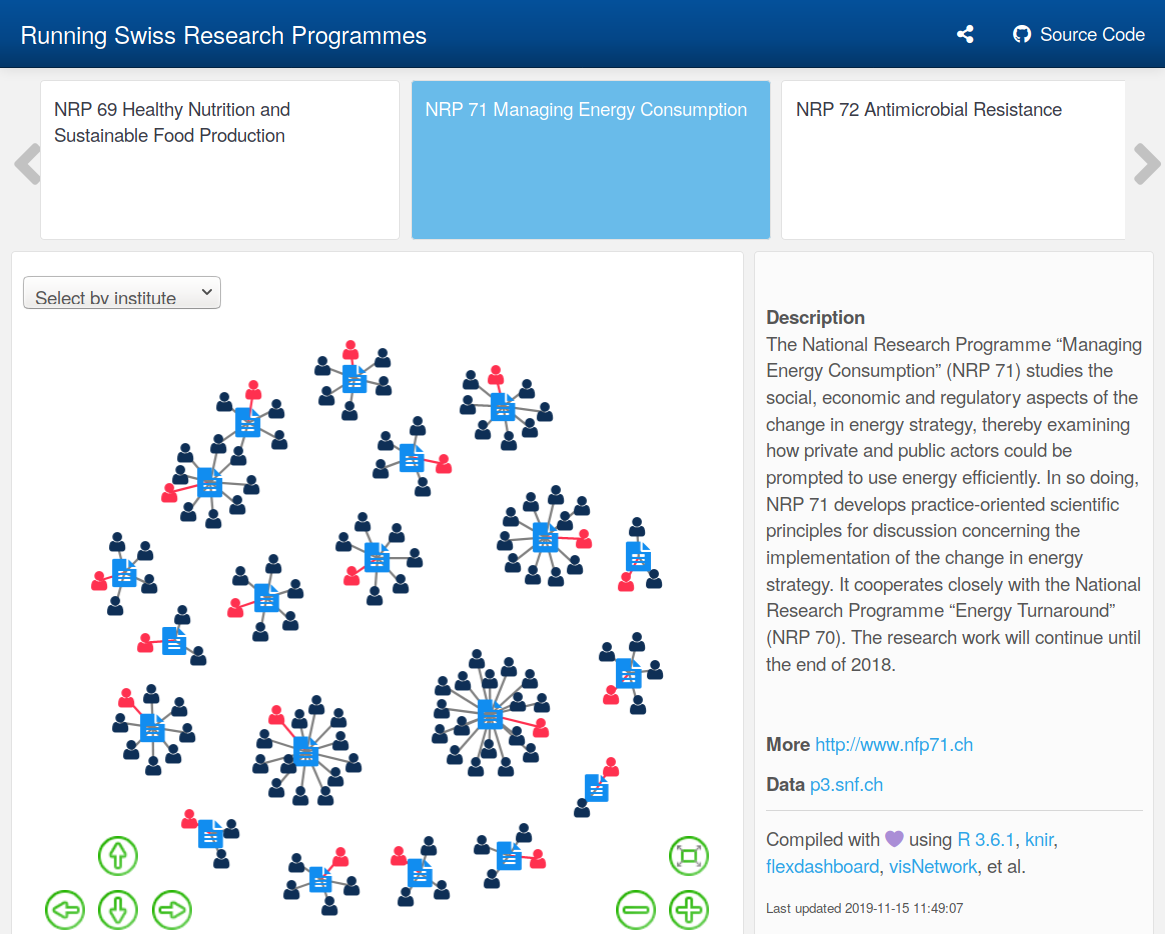 Running Swiss Research Programmes
Source Code
NRP 69 Healthy Nutrition and
Sustainable Food Production
NRP 71 Managing Energy Consumption
NRP 72 Antimicrobial Resistance
Select by institute
Description
The National Research Programme “Managing
Energy Consumption” (NRP 71) studies the
social, economic and regulatory aspects of the
change in energy strategy, thereby examining
how private and public actors could be
prompted to use energy efficiently. In so doing,
NRP 71 develops practice-oriented scientific
principles for discussion concerning the
implementation of the change in energy
strategy. It cooperates closely with the National
Research Programme “Energy Turnaround”
(NRP 70). The research work will continue until
the end of 2018.
More http://www.nfp71.ch
Data p3.snf.ch
Compiled with 💜 using R 3.6.1, knir,
flexdashboard, visNetwork, et al.
Last updated 2019-11-15 11:49:07